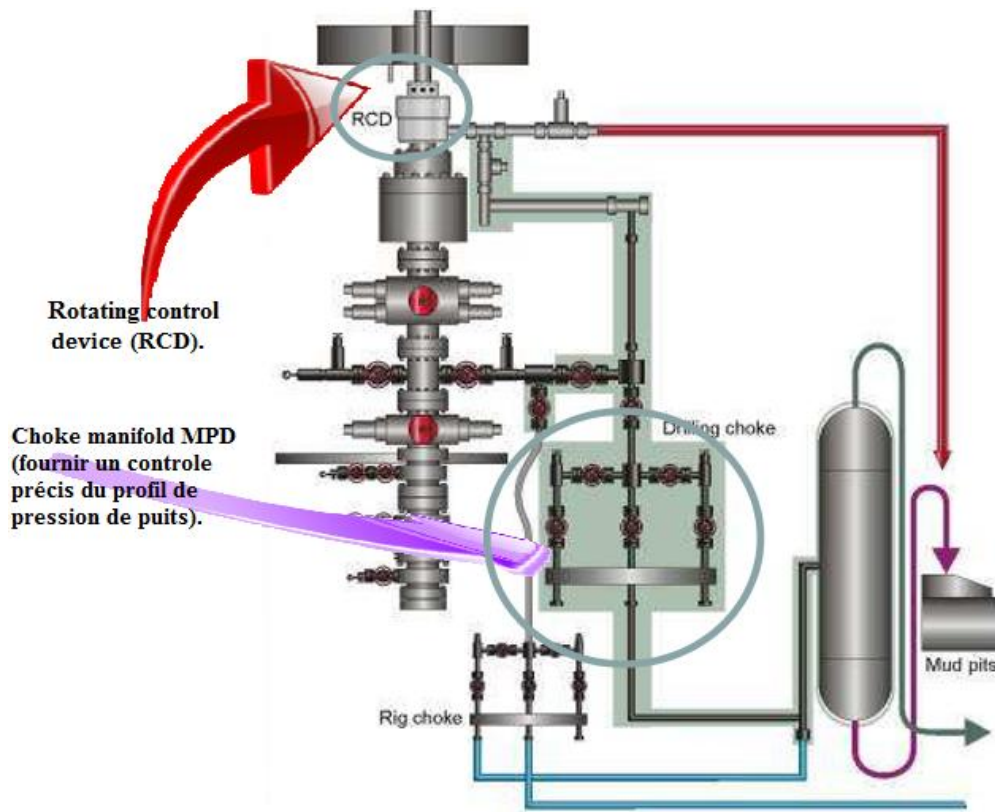 RCD
Rotating control
device (RCD).
Choke manifold MPD
(fournir un controle
précis du profil de
pression de puits).
Drilling choke
Mud pits
Rig choke